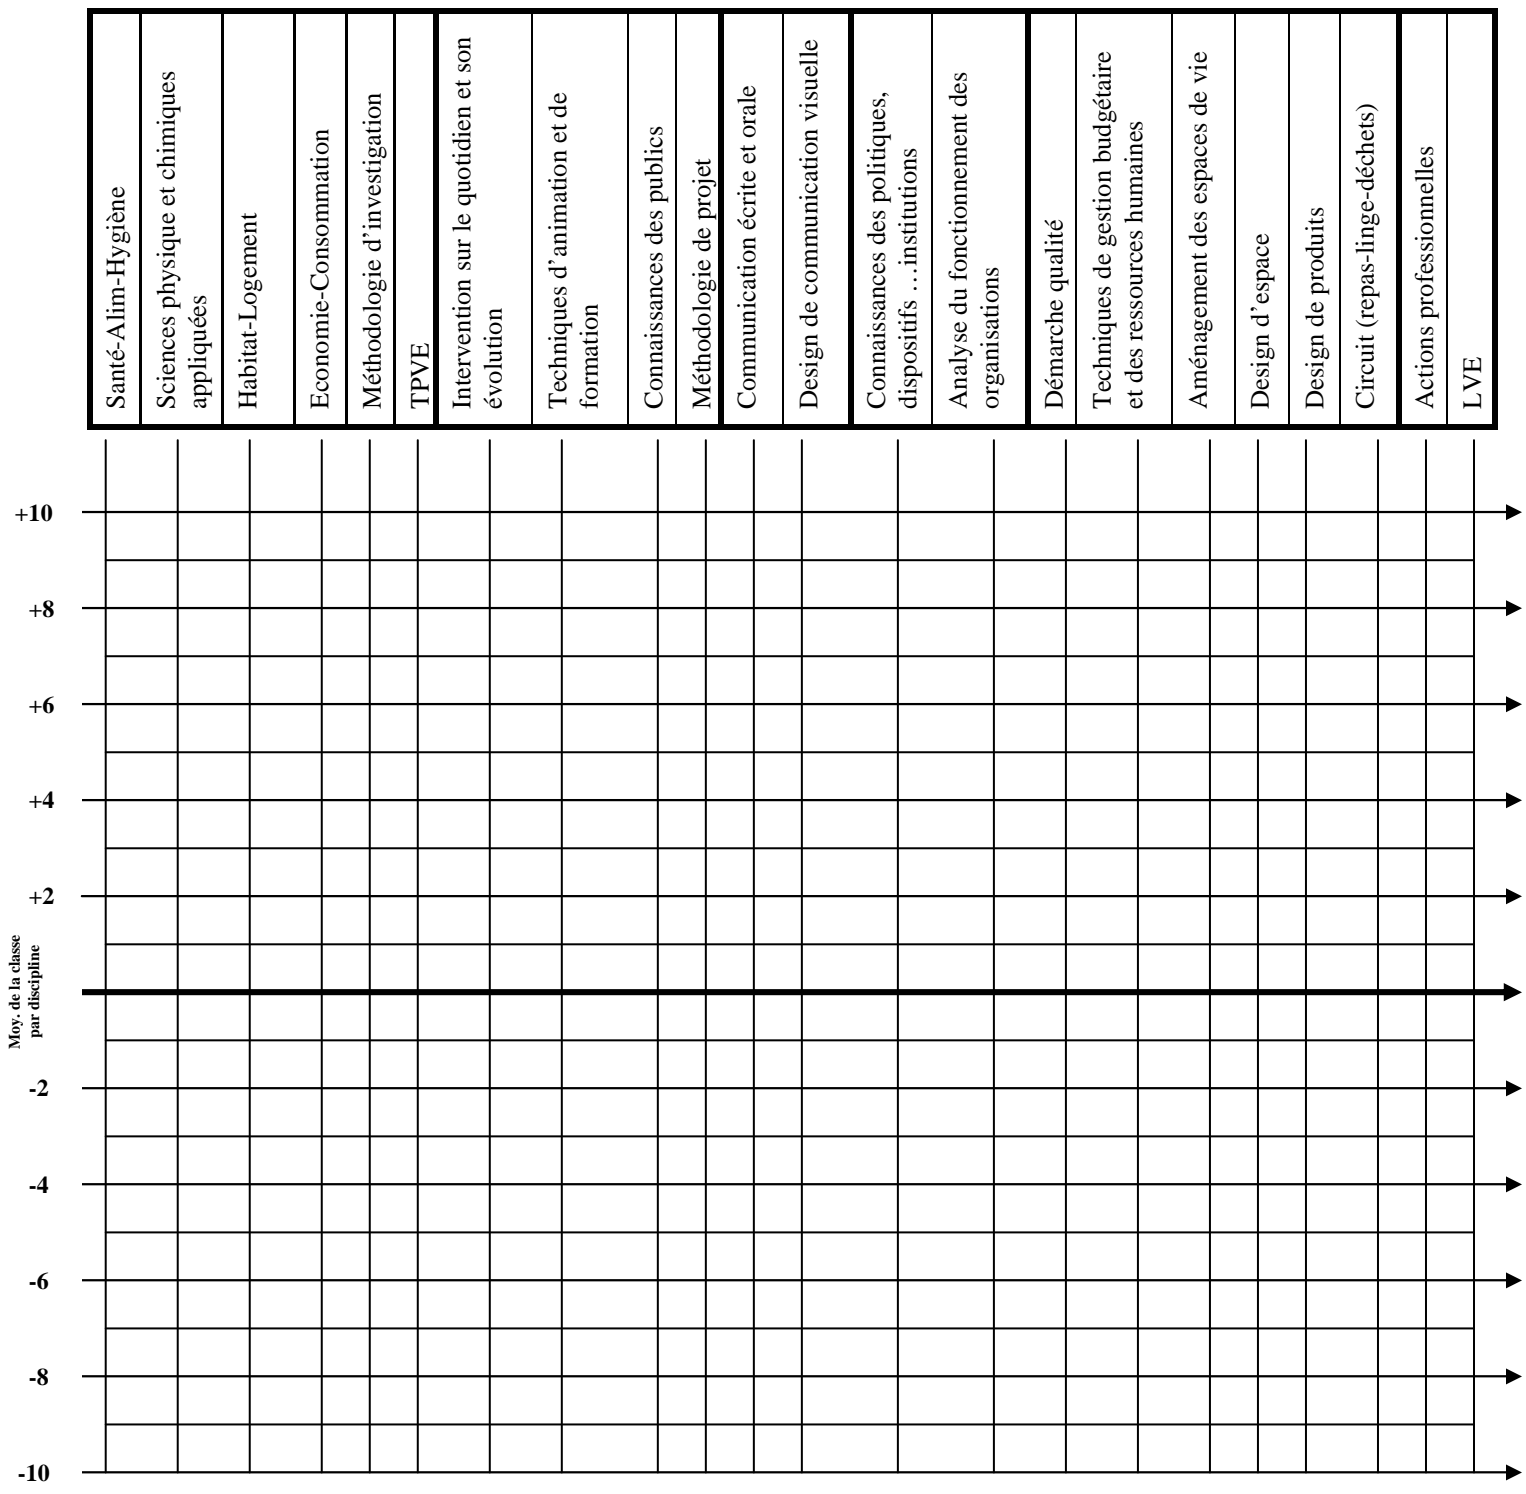 Santé-Alim-Hygiène
Sciences physique et chimiques
appliquées
Habitat-Logement
Economie-Consommation
Méthodologie d’investigation
TPVE
Intervention sur le quotidien et son
évolution
Techniques d’animation et de
formation
Connaissances des publics
Méthodologie de projet
Communication écrite et orale
Design de communication visuelle
Connaissances des politiques,
dispositifs …institutions
Analyse du fonctionnement des
organisations
Démarche qualité
Techniques de gestion budgétaire
et des ressources humaines
Aménagement des espaces de vie
Design d’espace
Design de produits
Circuit (repas-linge-déchets)
Actions professionnelles
LVE
+10
+8
+6
+4
+2
Moy. de la classe
par discipline
-2
-4
-6
-8
-10